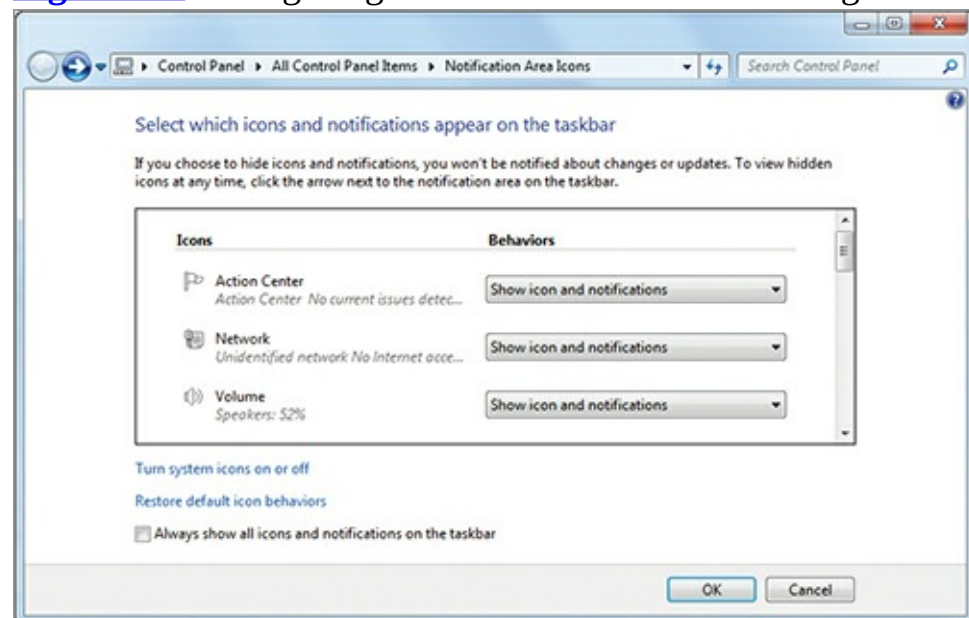 Control Panel ▸ All Control Panel Items ▸ Notification Area Icons Search Control Panel
Select which icons and notifications appear on the taskbar
If you choose to hide icons and notifications, you won't be notified about changes or updates. To view hidden
icons at any time, click the arrow next to the notification area on the taskbar.
Icons Behaviors
Action Center
Action Center No current issues detec...
Show icon and notifications
Network
Unidentified network No Internet acce...
Show icon and notifications
Volume
Speakers: 52%
Show icon and notifications
Turn system icons on or off
Restore default icon behaviors
Always show all icons and notifications on the taskbar
OK Cancel